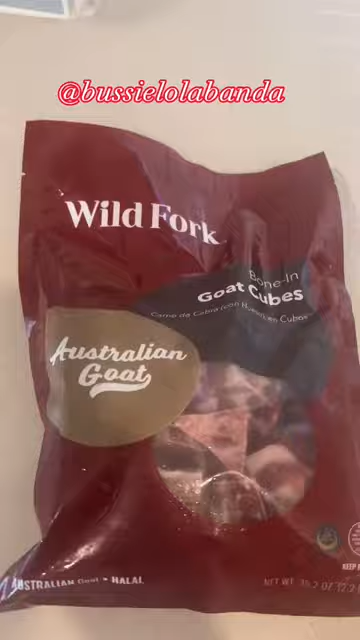 @bussielolabanda
Wild Fork
Bone-In
Goat Cubes
Carne de Cabra con Hueso, en Cubos
Australian
Goat
AUSTRALIAN Goat • HALAL
NET WT 35.2 OZ
KEEP